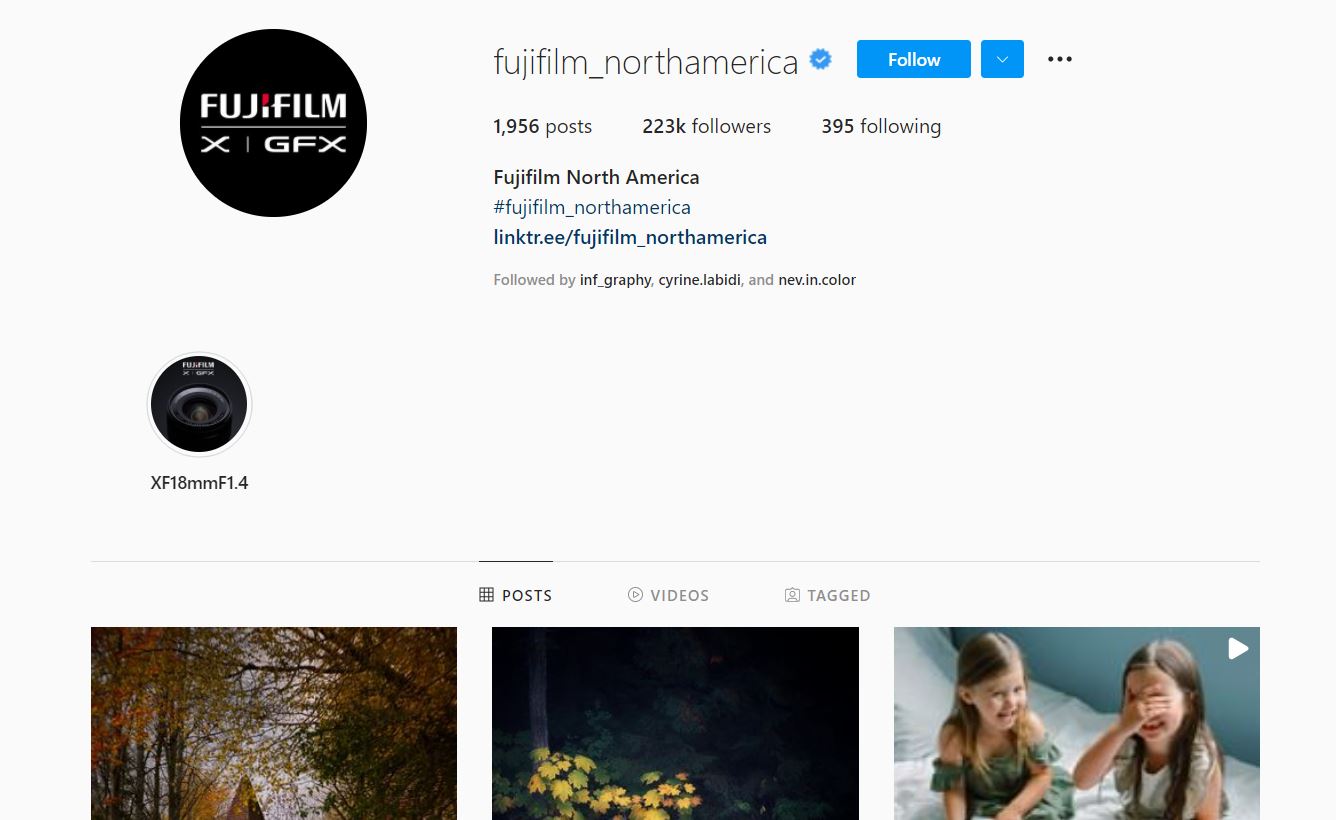 FUJIFILM
X | GFX
fujifilm_northamerica
Follow
1,956 posts 223k followers 395 following
Fujifilm North America
#fujifilm_northamerica
linktr.ee/fujifilm_northamerica
Followed by inf_graphy, cyrine.labidi, and nev.in.color
FUJIFILM
X | GFX
XF18mmF1.4
POSTS VIDEOS TAGGED